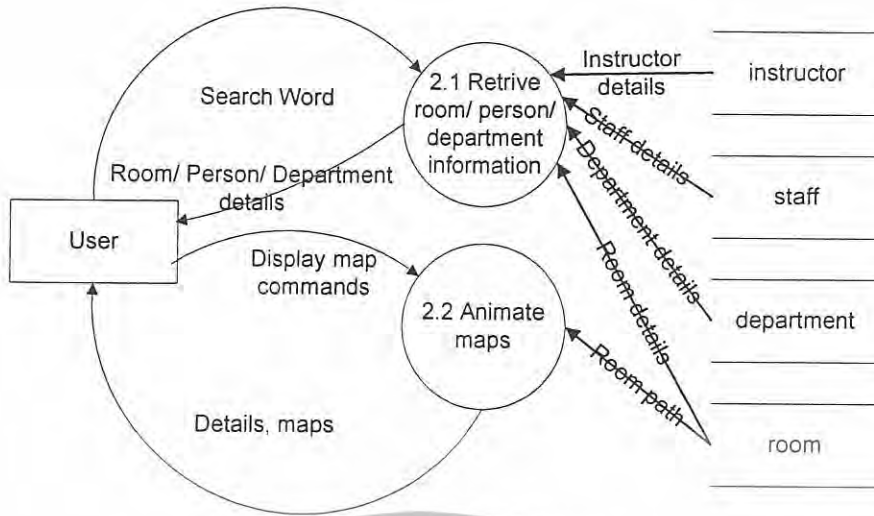 Search Word
2.1 Retrive
room/ person/
department
information
Instructor
details
instructor
Staff details
staff
Department details
department
Room details
room
Room path
Room/ Person/ Department
details
User
Display map
commands
2.2 Animate
maps
Details, maps